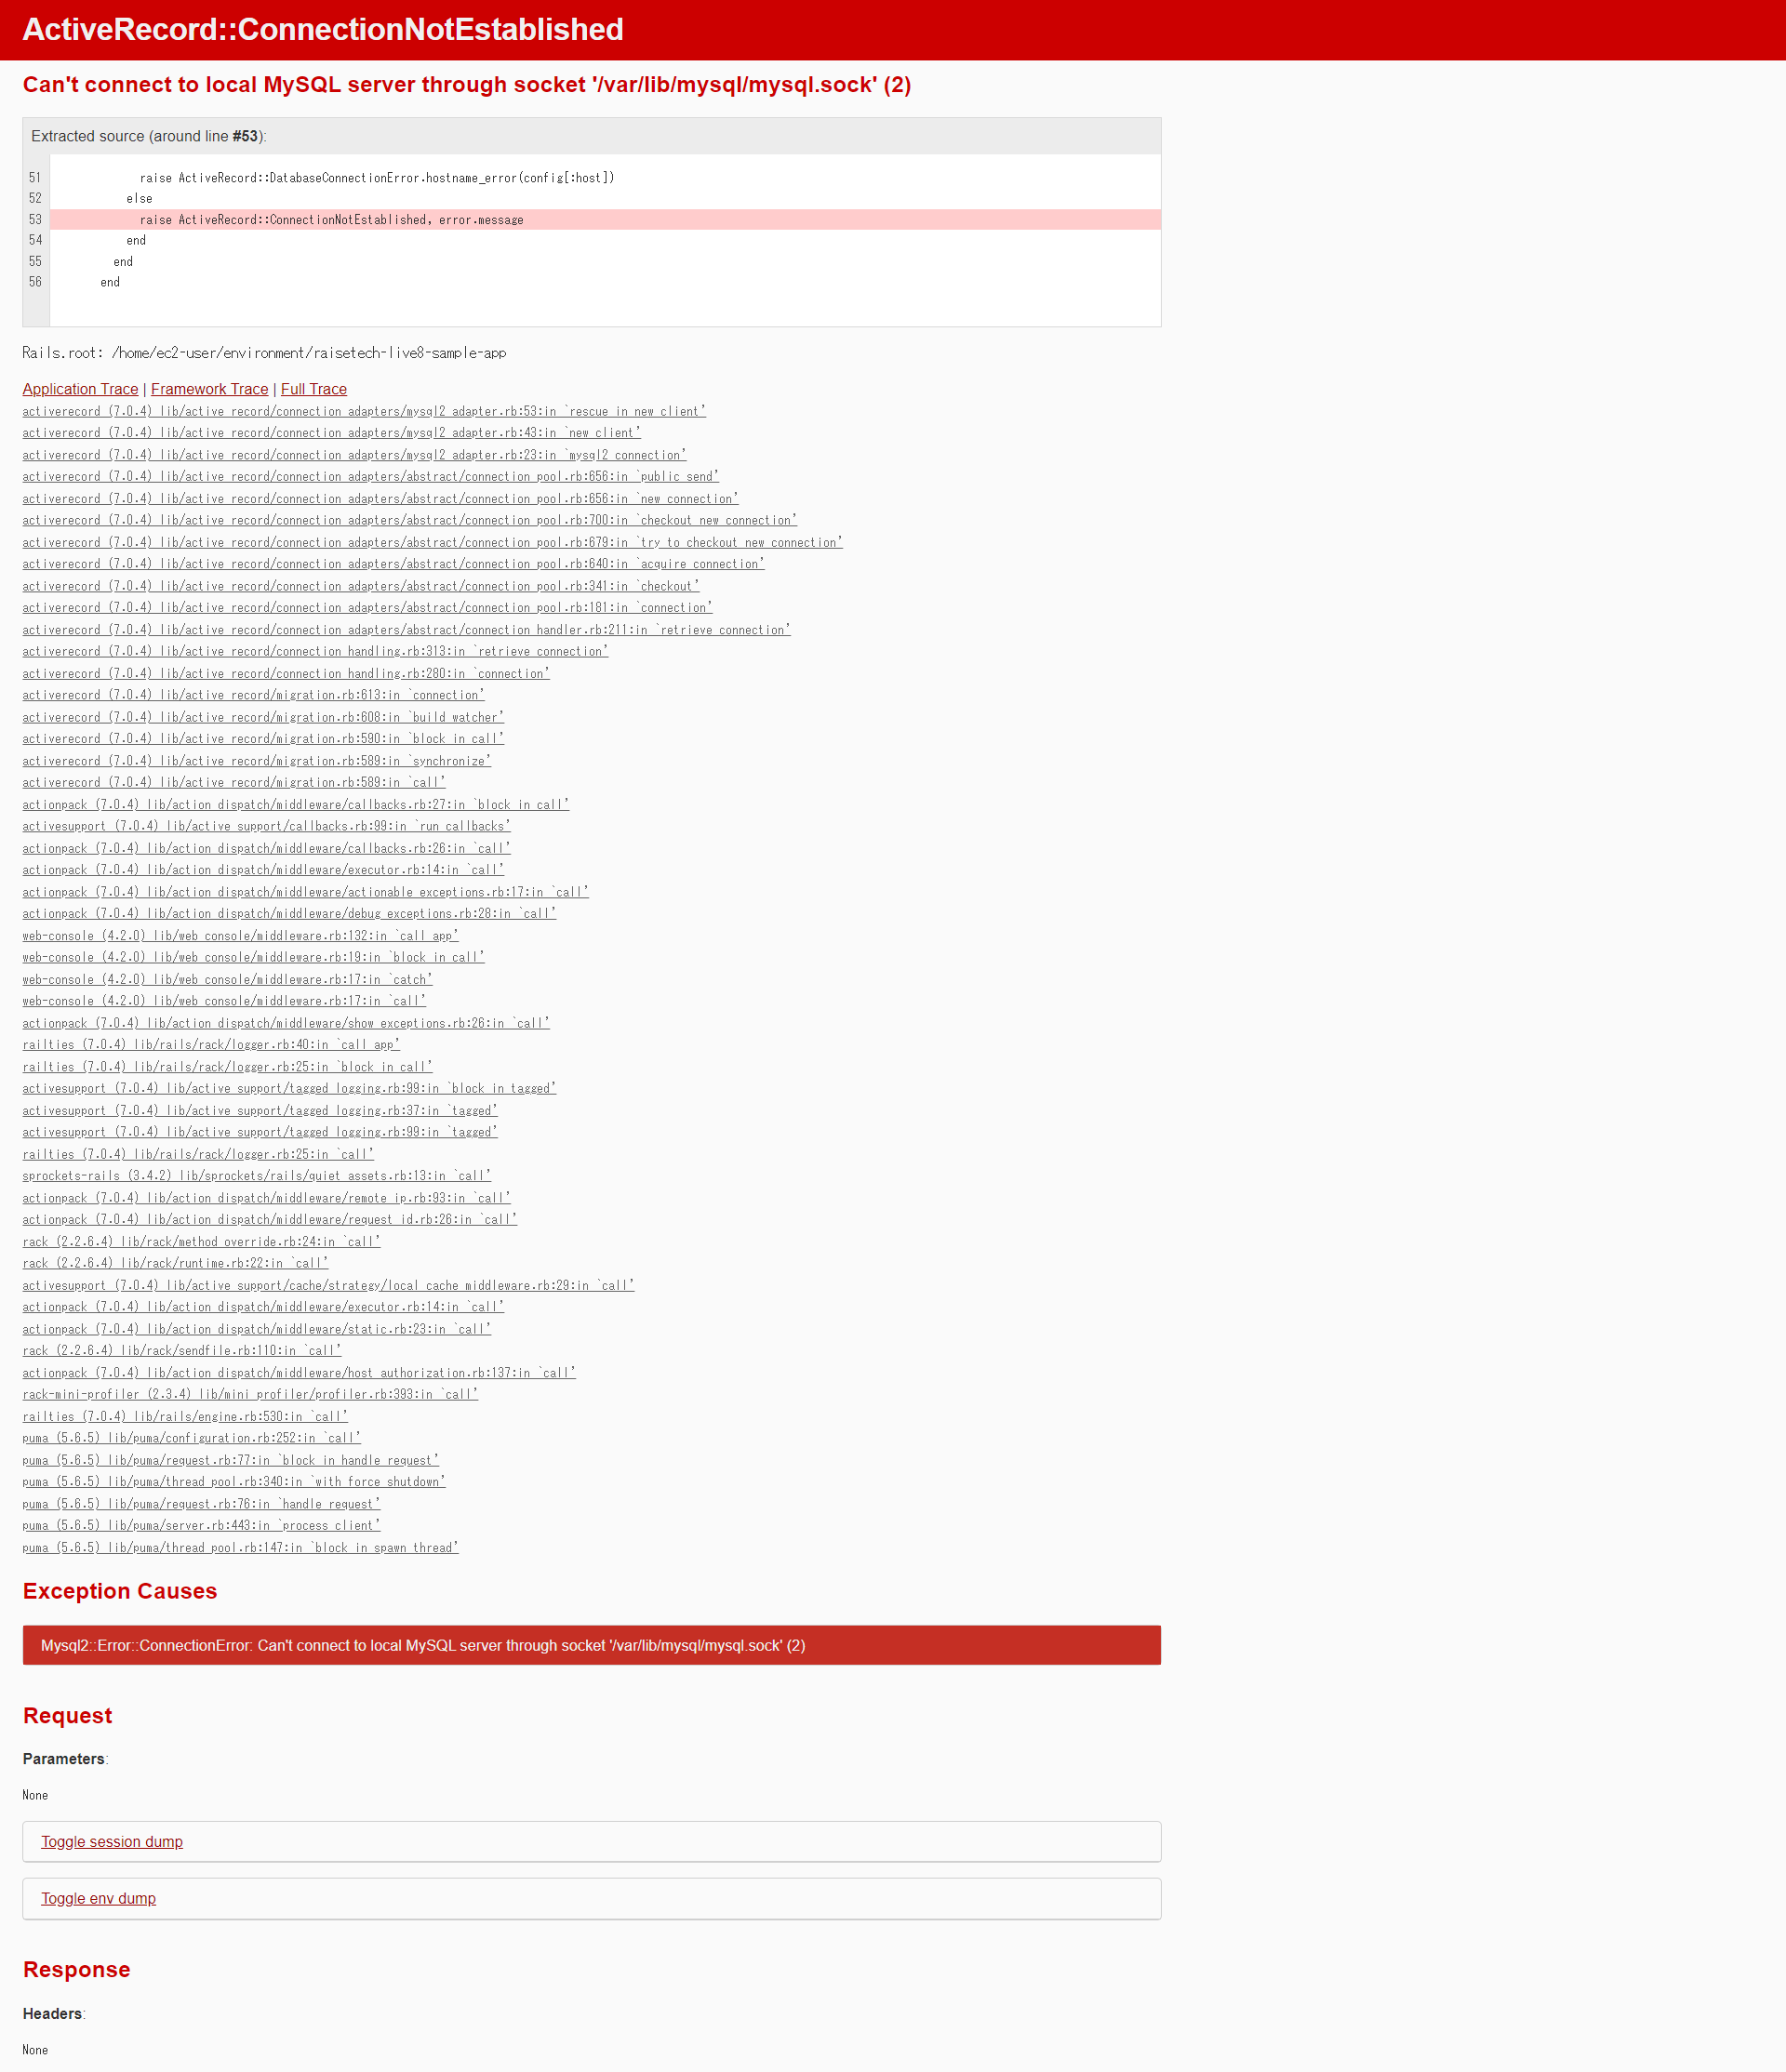 ActiveRecord::ConnectionNotEstablished
Can't connect to local MySQL server through socket '/var/lib/mysql/mysql.sock' (2)
Extracted source (around line #53):
51 raise ActiveRecord::DatabaseConnectionError.hostname_error(config[:host])
52 else
53 raise ActiveRecord::ConnectionNotEstablished, error.message
54 end
55 end
56 end
Rails.root: /home/ec2-user/environment/raisetech-live8-sample-app
Application Trace | Framework Trace | Full Trace
activerecord (7.0.4) lib/active_record/connection_adapters/mysql2_adapter.rb:53:in `rescue in new_client'
activerecord (7.0.4) lib/active_record/connection_adapters/mysql2_adapter.rb:43:in `new_client'
activerecord (7.0.4) lib/active_record/connection_adapters/mysql2_adapter.rb:23:in `mysql2_connection'
activerecord (7.0.4) lib/active_record/connection_adapters/abstract/connection_pool.rb:656:in `public_send'
activerecord (7.0.4) lib/active_record/connection_adapters/abstract/connection_pool.rb:656:in `new_connection'
activerecord (7.0.4) lib/active_record/connection_adapters/abstract/connection_pool.rb:700:in `checkout_new_connection'
activerecord (7.0.4) lib/active_record/connection_adapters/abstract/connection_pool.rb:679:in `try_to_checkout_new_connection'
activerecord (7.0.4) lib/active_record/connection_adapters/abstract/connection_pool.rb:640:in `acquire_connection'
activerecord (7.0.4) lib/active_record/connection_adapters/abstract/connection_pool.rb:341:in `checkout'
activerecord (7.0.4) lib/active_record/connection_adapters/abstract/connection_pool.rb:181:in `connection'
activerecord (7.0.4) lib/active_record/connection_adapters/abstract/connection_handler.rb:211:in `retrieve_connection'
activerecord (7.0.4) lib/active_record/connection_handling.rb:313:in `retrieve_connection'
activerecord (7.0.4) lib/active_record/connection_handling.rb:280:in `connection'
activerecord (7.0.4) lib/active_record/migration.rb:613:in `connection'
activerecord (7.0.4) lib/active_record/migration.rb:608:in `build_watcher'
activerecord (7.0.4) lib/active_record/migration.rb:590:in `block in call'
activerecord (7.0.4) lib/active_record/migration.rb:589:in `synchronize'
activerecord (7.0.4) lib/active_record/migration.rb:589:in `call'
actionpack (7.0.4) lib/action_dispatch/middleware/callbacks.rb:27:in `block in call'
activesupport (7.0.4) lib/active_support/callbacks.rb:99:in `run_callbacks'
actionpack (7.0.4) lib/action_dispatch/middleware/callbacks.rb:26:in `call'
actionpack (7.0.4) lib/action_dispatch/middleware/executor.rb:14:in `call'
actionpack (7.0.4) lib/action_dispatch/middleware/actionable_exceptions.rb:17:in `call'
actionpack (7.0.4) lib/action_dispatch/middleware/debug_exceptions.rb:28:in `call'
web-console (4.2.0) lib/web_console/middleware.rb:132:in `call_app'
web-console (4.2.0) lib/web_console/middleware.rb:19:in `block in call'
web-console (4.2.0) lib/web_console/middleware.rb:17:in `catch'
web-console (4.2.0) lib/web_console/middleware.rb:17:in `call'
actionpack (7.0.4) lib/action_dispatch/middleware/show_exceptions.rb:26:in `call'
railties (7.0.4) lib/rails/rack/logger.rb:40:in `call_app'
railties (7.0.4) lib/rails/rack/logger.rb:25:in `block in call'
activesupport (7.0.4) lib/active_support/tagged_logging.rb:99:in `block in tagged'
activesupport (7.0.4) lib/active_support/tagged_logging.rb:37:in `tagged'
activesupport (7.0.4) lib/active_support/tagged_logging.rb:99:in `tagged'
railties (7.0.4) lib/rails/rack/logger.rb:25:in `call'
sprockets-rails (3.4.2) lib/sprockets/rails/quiet_assets.rb:13:in `call'
actionpack (7.0.4) lib/action_dispatch/middleware/remote_ip.rb:93:in `call'
actionpack (7.0.4) lib/action_dispatch/middleware/request_id.rb:26:in `call'
rack (2.2.6.4) lib/rack/method_override.rb:24:in `call'
rack (2.2.6.4) lib/rack/runtime.rb:22:in `call'
activesupport (7.0.4) lib/active_support/cache/strategy/local_cache_middleware.rb:29:in `call'
actionpack (7.0.4) lib/action_dispatch/middleware/executor.rb:14:in `call'
actionpack (7.0.4) lib/action_dispatch/middleware/static.rb:23:in `call'
rack (2.2.6.4) lib/rack/sendfile.rb:110:in `call'
actionpack (7.0.4) lib/action_dispatch/middleware/host_authorization.rb:137:in `call'
rack-mini-profiler (2.3.4) lib/mini_profiler/profiler.rb:393:in `call'
railties (7.0.4) lib/rails/engine.rb:530:in `call'
puma (5.6.5) lib/puma/configuration.rb:252:in `call'
puma (5.6.5) lib/puma/request.rb:77:in `block in handle_request'
puma (5.6.5) lib/puma/thread_pool.rb:340:in `with_force_shutdown'
puma (5.6.5) lib/puma/request.rb:76:in `handle_request'
puma (5.6.5) lib/puma/server.rb:443:in `process_client'
puma (5.6.5) lib/puma/thread_pool.rb:147:in `block in spawn_thread'
Exception Causes
Mysql2::Error::ConnectionError: Can't connect to local MySQL server through socket '/var/lib/mysql/mysql.sock' (2)
Request
Parameters:
None
Toggle session dump
Toggle env dump
Response
Headers:
None